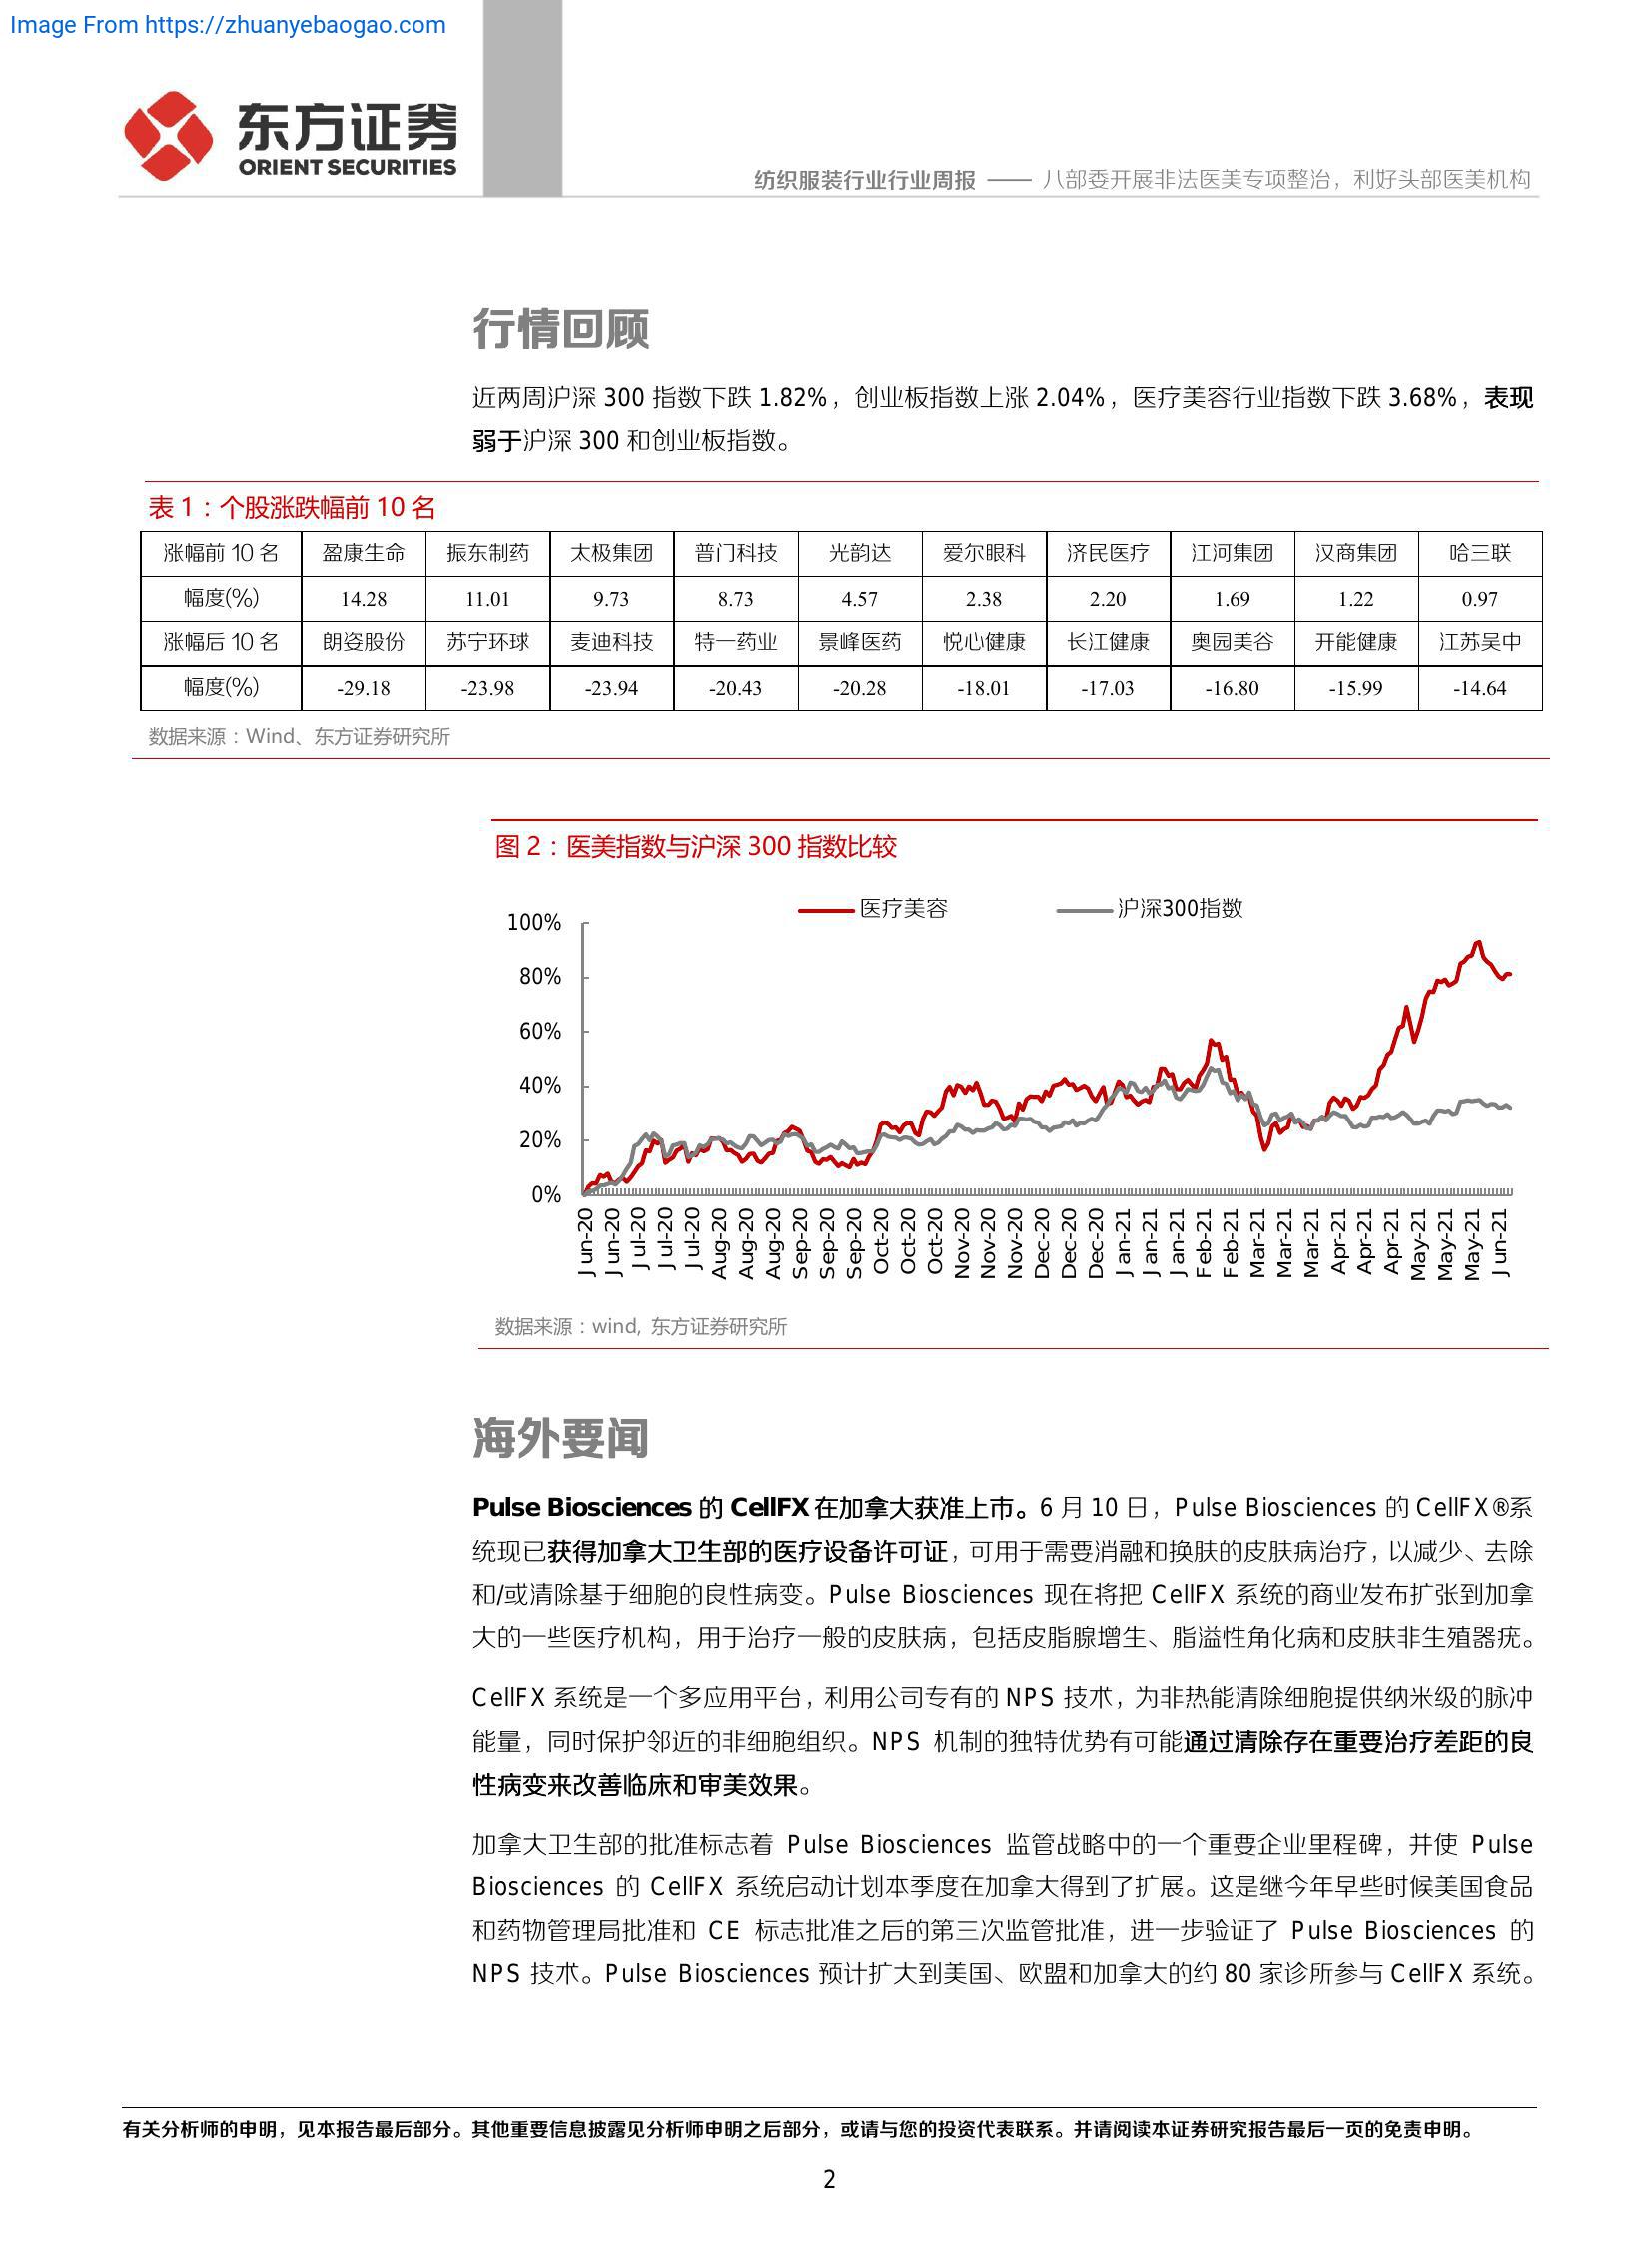 Image From https://zhuanyebaogao.com
东方证券
ORIENT SECURITIES
纺织服装行业行业周报 —— 八部委开展非法医美专项整治，利好头部医美机构
行情回顾
近两周沪深 300 指数下跌 1.82%，创业板指数上涨 2.04%，医疗美容行业指数下跌 3.68%，表现
弱于沪深 300 和创业板指数。
表 1：个股涨跌幅前 10 名
涨幅前 10 名 盈康生命 振东制药 太极集团 普门科技 光韵达 爱尔眼科 济民医疗 江河集团 汉商集团 哈三联
幅度(%) 14.28 11.01 9.73 8.73 4.57 2.38 2.20 1.69 1.22 0.97
涨幅后 10 名 朗姿股份 苏宁环球 麦迪科技 特一药业 景峰医药 悦心健康 长江健康 奥园美谷 开能健康 江苏吴中
幅度(%) -29.18 -23.98 -23.94 -20.43 -20.28 -18.01 -17.03 -16.80 -15.99 -14.64
数据来源：Wind、东方证券研究所
图 2：医美指数与沪深 300 指数比较
医疗美容 沪深300指数
100%
80%
60%
40%
20%
0%
Jun-20 Jun-20 Jul-20 Jul-20 Jul-20 Aug-20 Aug-20 Aug-20 Sep-20 Sep-20 Sep-20 Oct-20 Oct-20 Oct-20 Nov-20 Nov-20 Nov-20 Dec-20 Dec-20 Dec-20 Jan-21 Jan-21 Jan-21 Feb-21 Feb-21 Mar-21 Mar-21 Mar-21 Apr-21 Apr-21 Apr-21 May-21 May-21 May-21 Jun-21
数据来源：wind, 东方证券研究所
海外要闻
Pulse Biosciences 的 CellFX 在加拿大获准上市。6 月 10 日，Pulse Biosciences 的 CellFX®系
统现已获得加拿大卫生部的医疗设备许可证，可用于需要消融和换肤的皮肤病治疗，以减少、去除
和/或清除基于细胞的良性病变。Pulse Biosciences 现在将把 CellFX 系统的商业发布扩张到加拿
大的一些医疗机构，用于治疗一般的皮肤病，包括皮脂腺增生、脂溢性角化病和皮肤非生殖器疣。
CellFX 系统是一个多应用平台，利用公司专有的 NPS 技术，为非热能清除细胞提供纳米级的脉冲
能量，同时保护邻近的非细胞组织。NPS 机制的独特优势有可能通过清除存在重要治疗差距的良
性病变来改善临床和审美效果。
加拿大卫生部的批准标志着 Pulse Biosciences 监管战略中的一个重要企业里程碑，并使 Pulse
Biosciences 的 CellFX 系统启动计划本季度在加拿大得到了扩展。这是继今年早些时候美国食品
和药物管理局批准和 CE 标志批准之后的第三次监管批准，进一步验证了 Pulse Biosciences 的
NPS 技术。Pulse Biosciences 预计扩大到美国、欧盟和加拿大的约 80 家诊所参与 CellFX 系统。
有关分析师的申明，见本报告最后部分。其他重要信息披露见分析师申明之后部分，或请与您的投资代表联系。并请阅读本证券研究报告最后一页的免责申明。
2